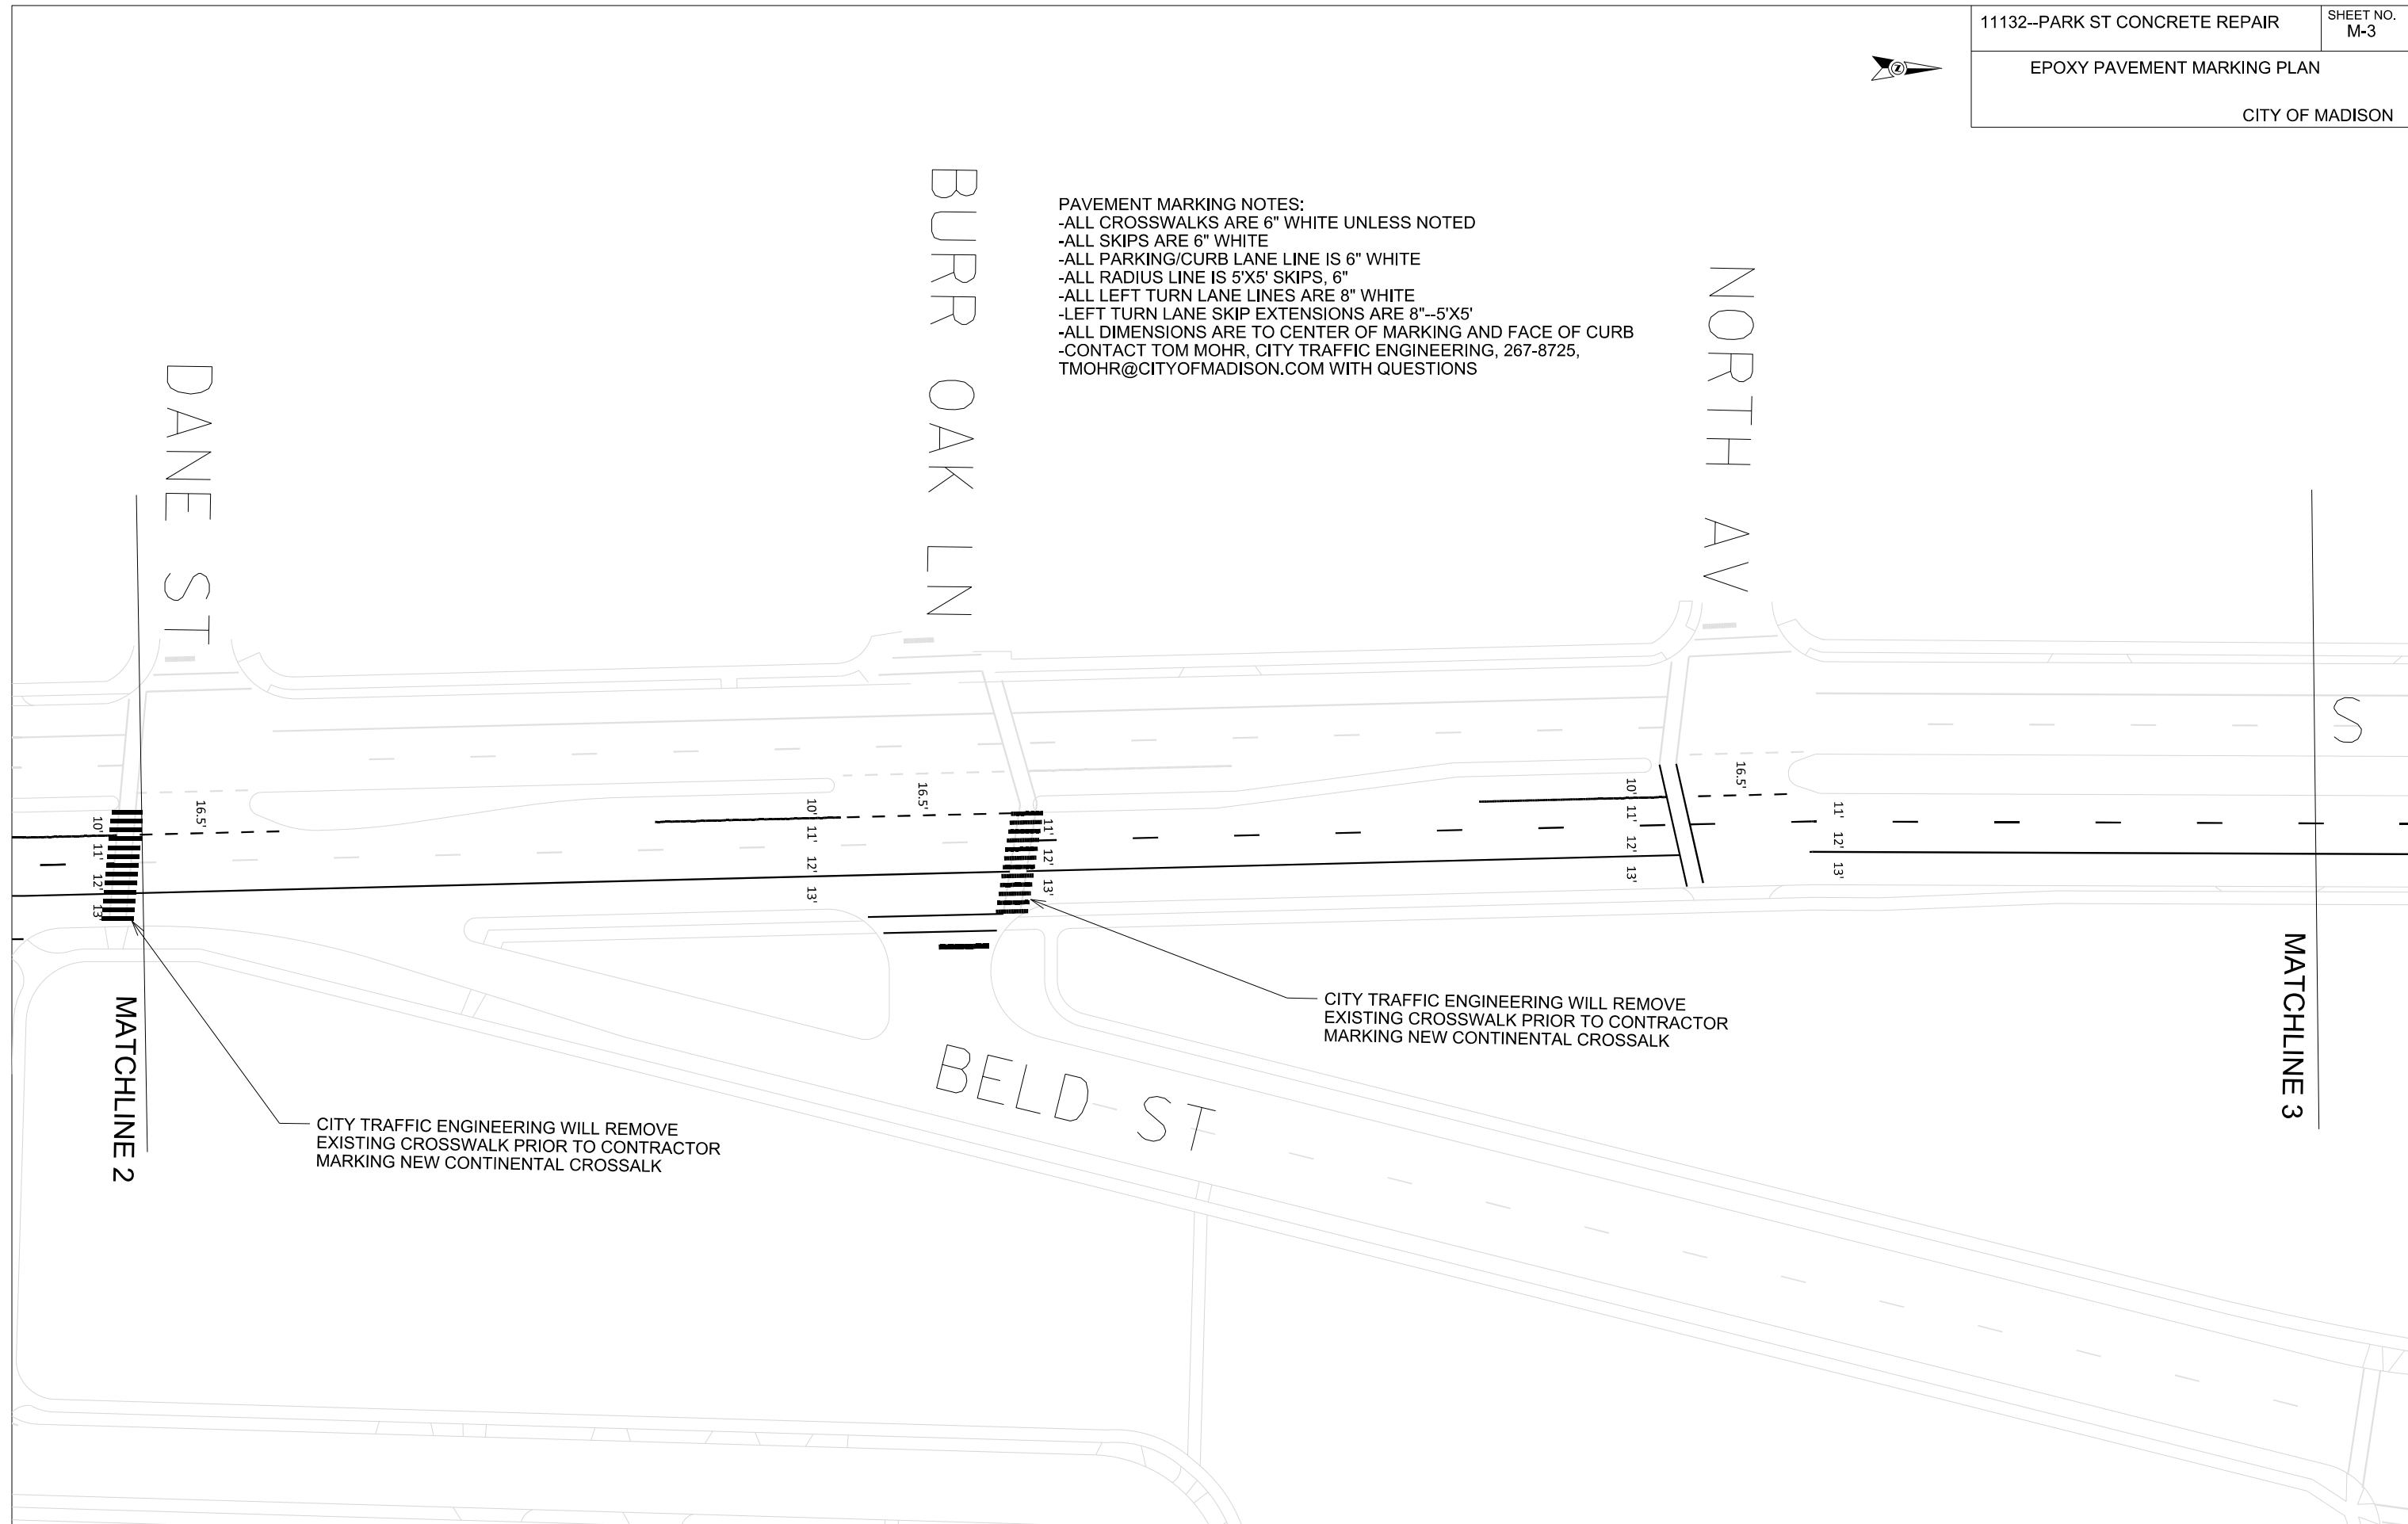 11132--PARK ST CONCRETE REPAIR
SHEET NO.
M-3
EPOXY PAVEMENT MARKING PLAN
CITY OF MADISON
Z
PAVEMENT MARKING NOTES:
-ALL CROSSWALKS ARE 6" WHITE UNLESS NOTED
-ALL SKIPS ARE 6" WHITE
-ALL PARKING/CURB LANE LINE IS 6" WHITE
-ALL RADIUS LINE IS 5'X5' SKIPS, 6"
-ALL LEFT TURN LANE LINES ARE 8" WHITE
-LEFT TURN LANE SKIP EXTENSIONS ARE 8"--5'X5'
-ALL DIMENSIONS ARE TO CENTER OF MARKING AND FACE OF CURB
-CONTACT TOM MOHR, CITY TRAFFIC ENGINEERING, 267-8725,
TMOHR@CITYOFMADISON.COM WITH QUESTIONS
DANE ST
BURR OAK LN
NORTH AV
S
10'
11'
12'
13'
16.5'
10'
11'
12'
13'
16.5'
11'
12'
13'
10'
11'
12'
13'
16.5'
11'
12'
13'
MATCHLINE 2
MATCHLINE 3
CITY TRAFFIC ENGINEERING WILL REMOVE
EXISTING CROSSWALK PRIOR TO CONTRACTOR
MARKING NEW CONTINENTAL CROSSALK
BELD ST
CITY TRAFFIC ENGINEERING WILL REMOVE
EXISTING CROSSWALK PRIOR TO CONTRACTOR
MARKING NEW CONTINENTAL CROSSALK